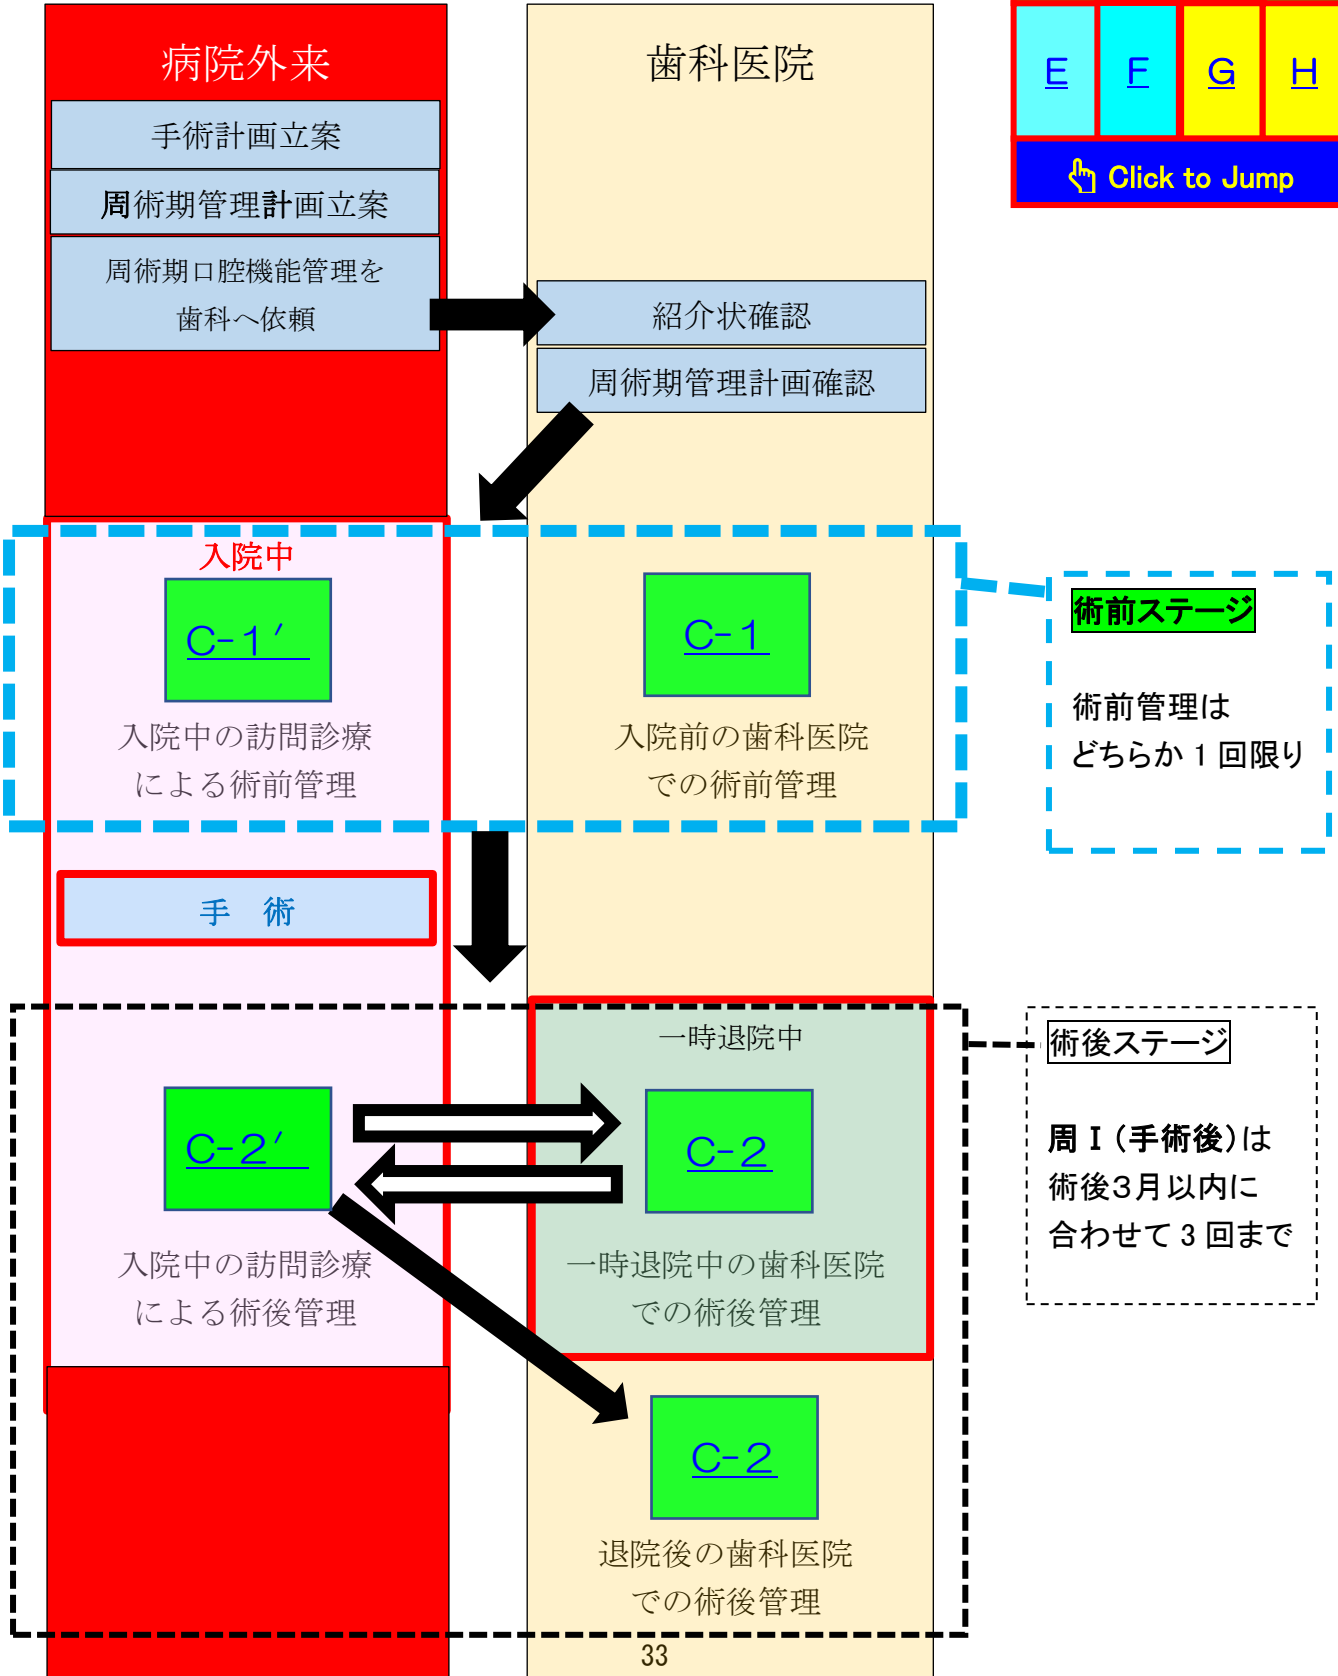 病院外来
手術計画立案
周術期管理計画立案
周術期口腔機能管理を
歯科へ依頼
歯科医院
紹介状確認
周術期管理計画確認
E F G H
Click to Jump
入院中
C-1′
入院中の訪問診療
による術前管理
C-1
入院前の歯科医院
での術前管理
術前ステージ
術前管理は
どちらか1回限り
手 術
一時退院中
C-2′
入院中の訪問診療
による術後管理
C-2
一時退院中の歯科医院
での術後管理
術後ステージ
周Ⅰ(手術後)は
術後3月以内に
合わせて3回まで
C-2
退院後の歯科医院
での術後管理
33